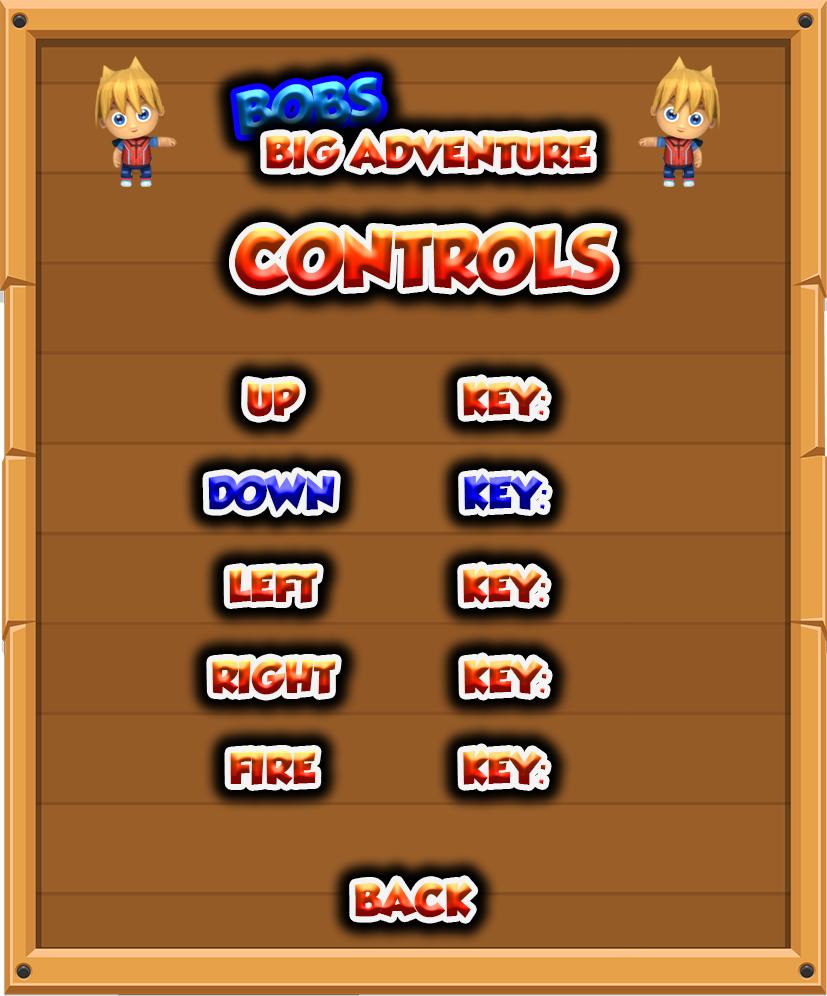 BOBS
BIG ADVENTURE
CONTROLS
UP KEY:
DOWN KEY:
LEFT KEY:
RIGHT KEY:
FIRE KEY:
BACK